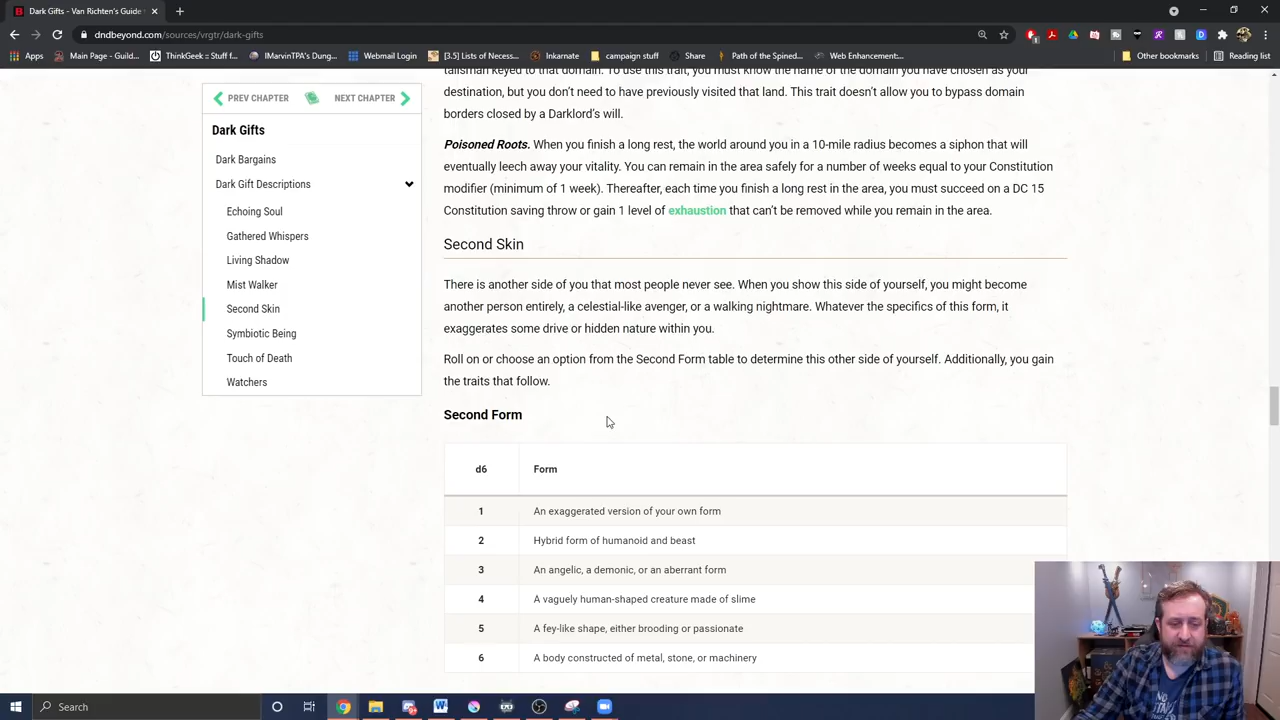 Dark Gifts - Van Richten's Guide
dndbeyond.com/sources/vrgtr/dark-gifts
Apps
Main Page - Campaig...
ThinkGeek :: Stuff f...
IMarvinTPA's Dung...
Webmail Login
[3.5] Lists of Necess...
Inkarnate
campaign stuff
Share
Path of the Spined...
Web Enhancement:...
Other bookmarks
Reading list
PREV CHAPTER
NEXT CHAPTER
Dark Gifts
Dark Bargains
Dark Gift Descriptions
Echoing Soul
Gathered Whispers
Living Shadow
Mist Walker
Second Skin
Symbiotic Being
Touch of Death
Watchers
talisman keyed to that domain. To use this trait, you must know the name of the domain you have chosen as your
destination, but you don't need to have previously visited that land. This trait doesn't allow you to bypass domain
borders closed by a Darklord's will.
Poisoned Roots. When you finish a long rest, the world around you in a 10-mile radius becomes a siphon that will
eventually leech away your vitality. You can remain in the area safely for a number of weeks equal to your Constitution
modifier (minimum of 1 week). Thereafter, each time you finish a long rest in the area, you must succeed on a DC 15
Constitution saving throw or gain 1 level of exhaustion that can't be removed while you remain in the area.
Second Skin
There is another side of you that most people never see. When you show this side of yourself, you might become
another person entirely, a celestial-like avenger, or a walking nightmare. Whatever the specifics of this form, it
exaggerates some drive or hidden nature within you.
Roll on or choose an option from the Second Form table to determine this other side of yourself. Additionally, you gain
the traits that follow.
Second Form
d6 Form
1 An exaggerated version of your own form
2 Hybrid form of humanoid and beast
3 An angelic, a demonic, or an aberrant form
4 A vaguely human-shaped creature made of slime
5 A fey-like shape, either brooding or passionate
6 A body constructed of metal, stone, or machinery
Search